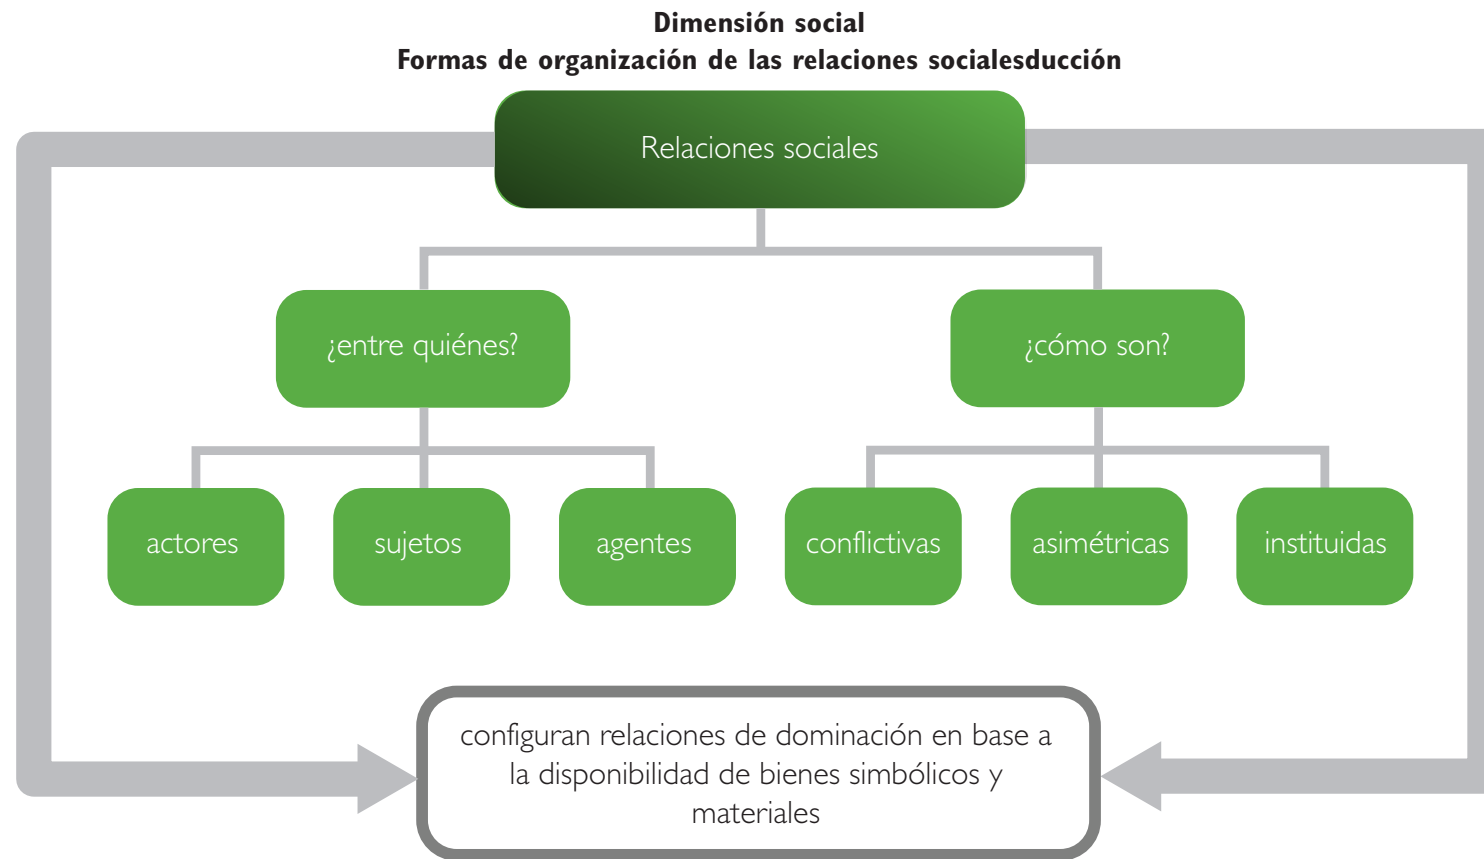 Dimensión social
Formas de organización de las relaciones socialesducción
Relaciones sociales
¿entre quiénes?
¿cómo son?
actores
sujetos
agentes
conflictivas
asimétricas
instituidas
configuran relaciones de dominación en base a
la disponibilidad de bienes simbólicos y
materiales